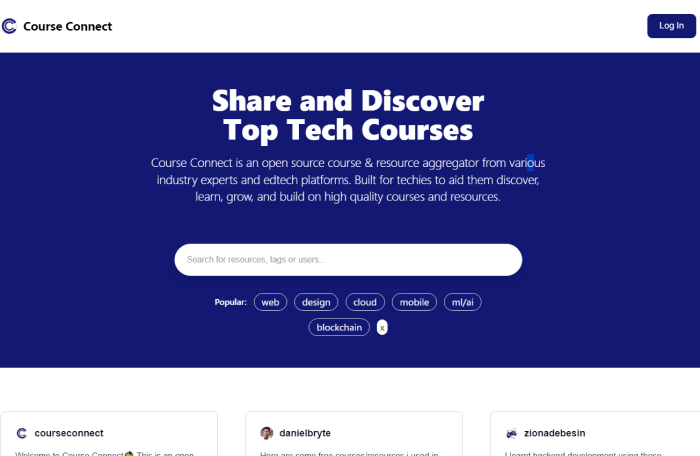 Course Connect
Log In
Share and Discover
Top Tech Courses
Course Connect is an open source course & resource aggregator from various
industry experts and edtech platforms. Built for techies to aid them discover,
learn, grow, and build on high quality courses and resources.
Search for resources, tags or users...
Popular: web design cloud mobile ml/ai
blockchain x
courseconnect
danielbryte
zionadebesin
Welcome to Course Connect🎉 This is an open
Here are some free courses/resources i used in
I learnt backend development using these